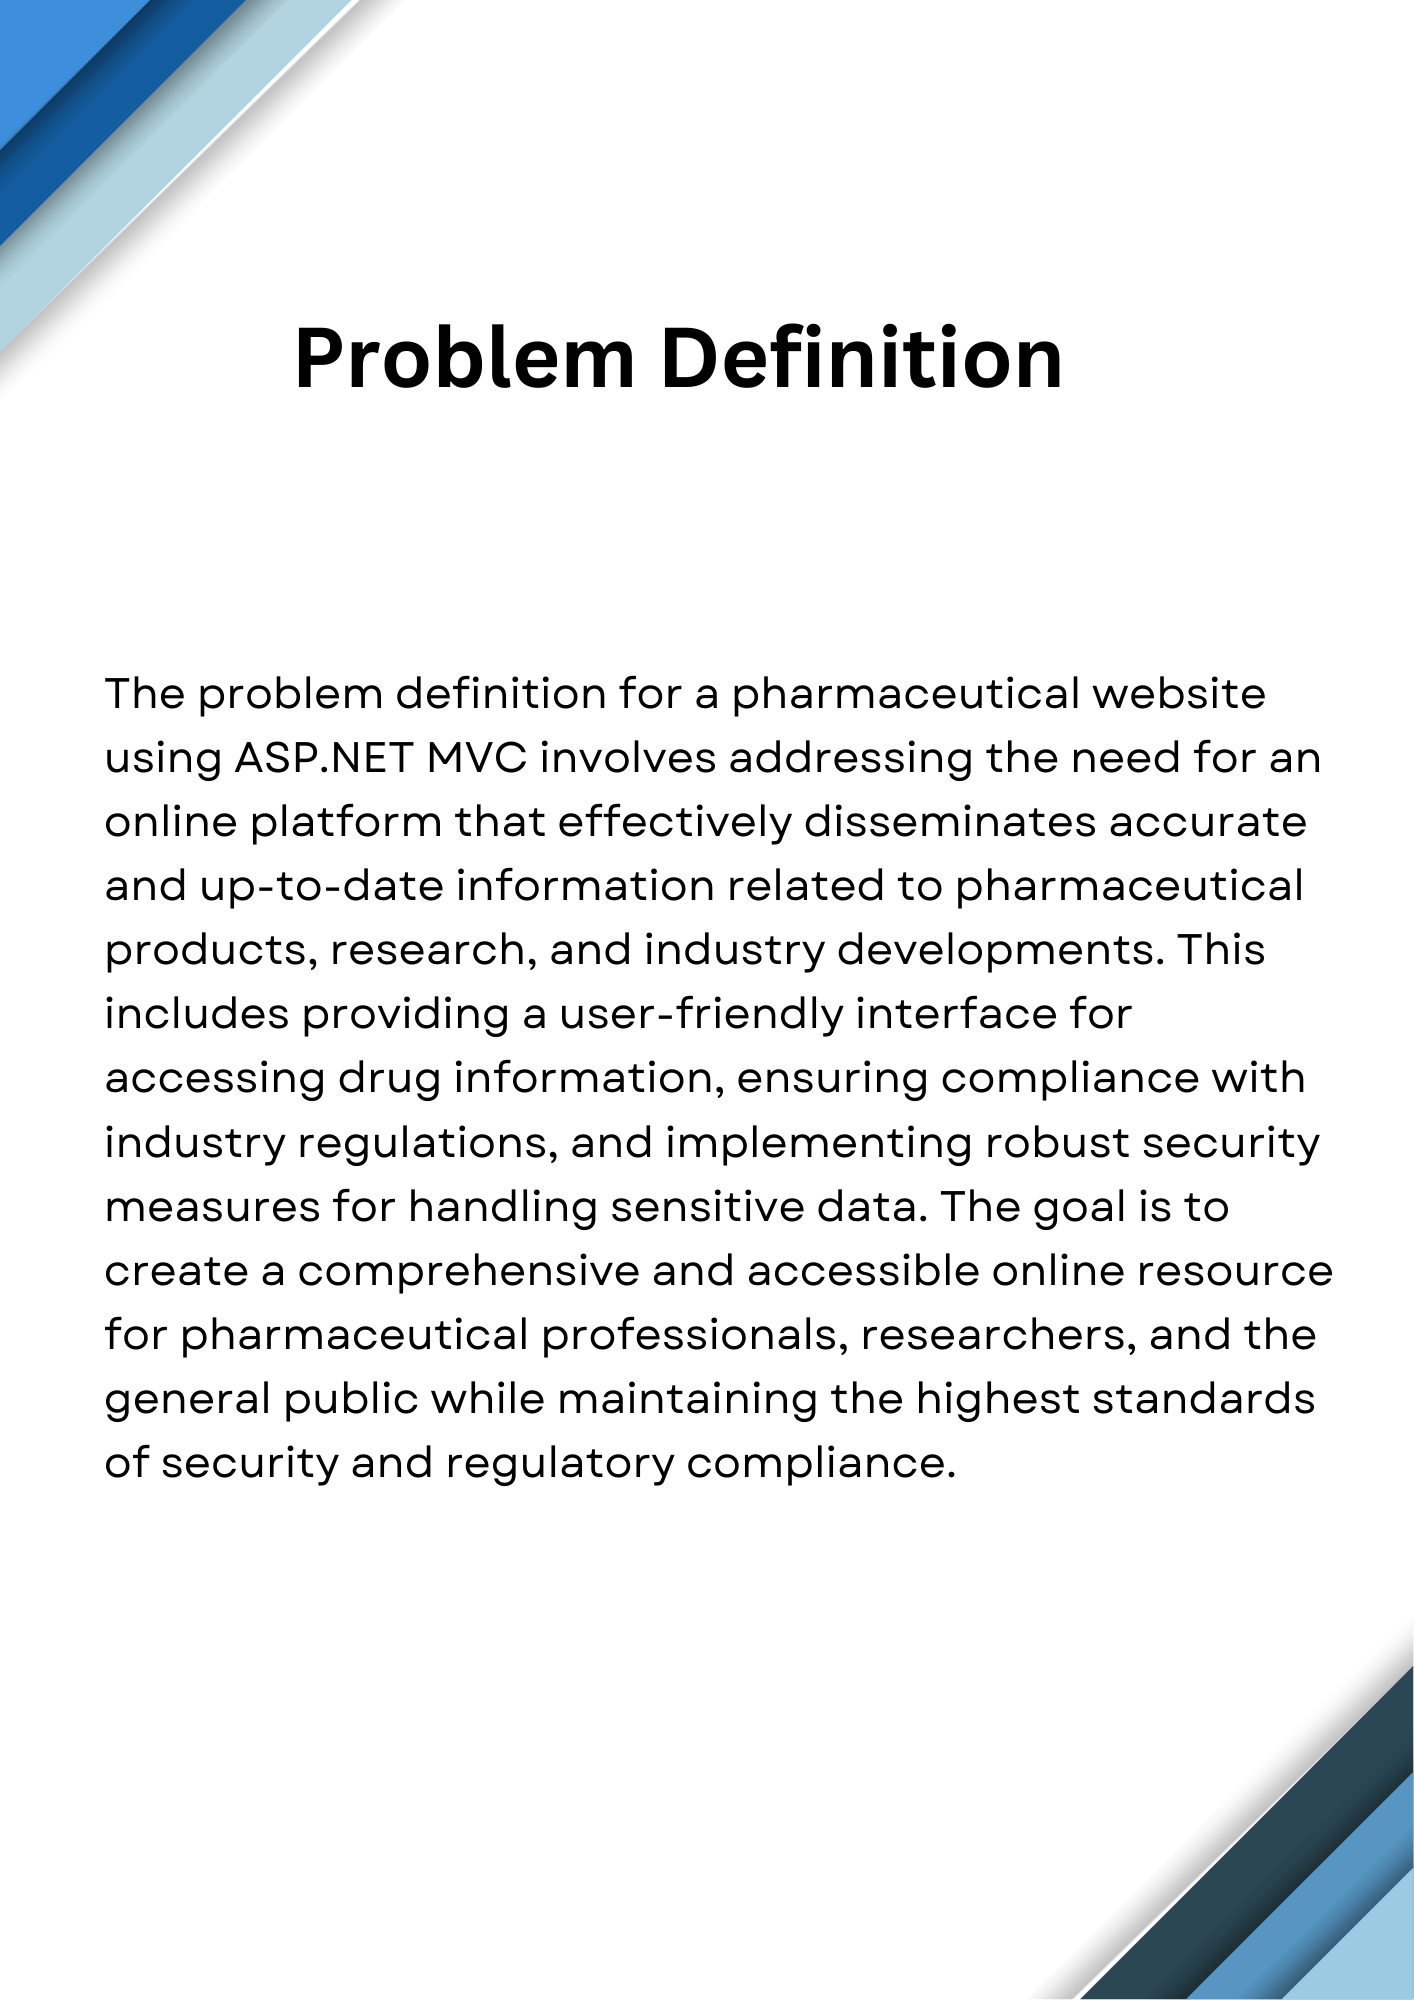 Problem Definition
The problem definition for a pharmaceutical website
using ASP.NET MVC involves addressing the need for an
online platform that effectively disseminates accurate
and up-to-date information related to pharmaceutical
products, research, and industry developments. This
includes providing a user-friendly interface for
accessing drug information, ensuring compliance with
industry regulations, and implementing robust security
measures for handling sensitive data. The goal is to
create a comprehensive and accessible online resource
for pharmaceutical professionals, researchers, and the
general public while maintaining the highest standards
of security and regulatory compliance.